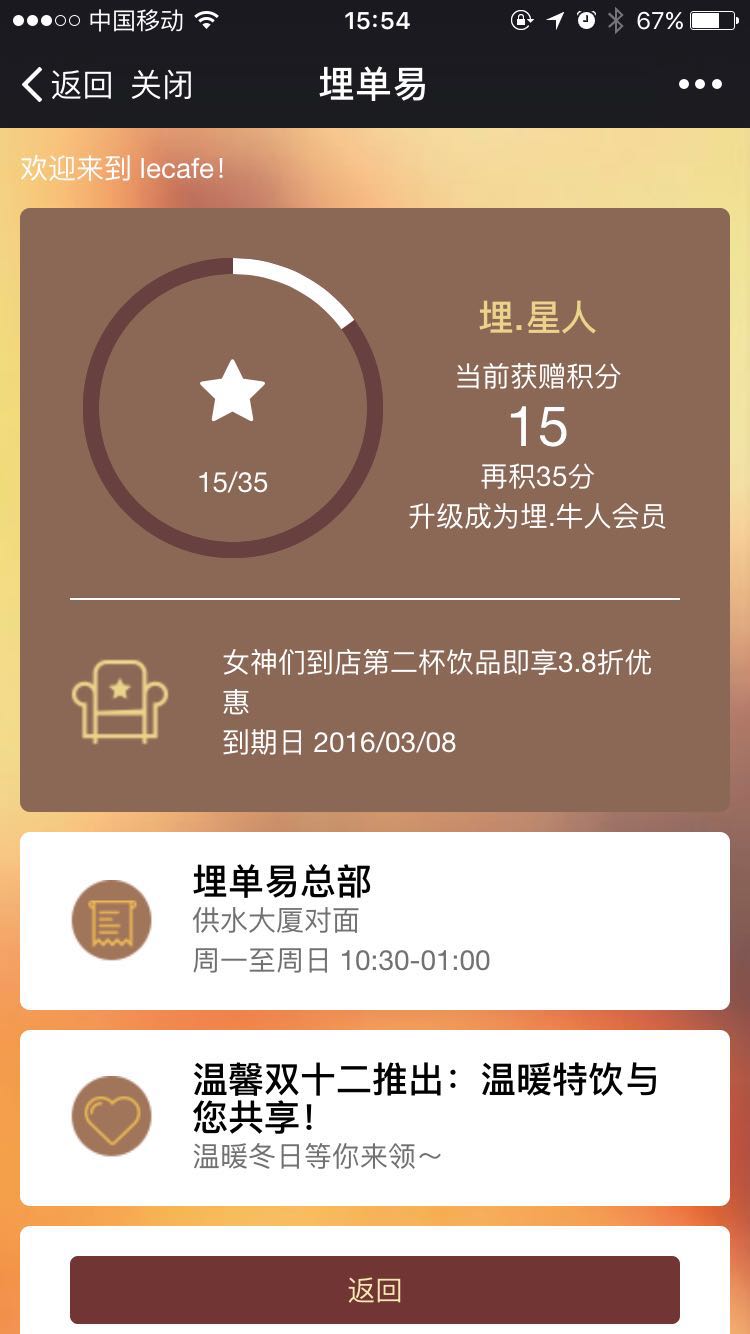 中国移动 15:54 67%
返回 关闭 埋单易
欢迎来到 lecafe！
埋.星人
当前获赠积分
15
15/35
再积35分
升级成为埋.牛人会员
女神们到店第二杯饮品即享3.8折优
惠
到期日 2016/03/08
埋单易总部
供水大厦对面
周一至周日 10:30-01:00
温馨双十二推出：温暖特饮与
您共享！
温暖冬日等你来领～
返回